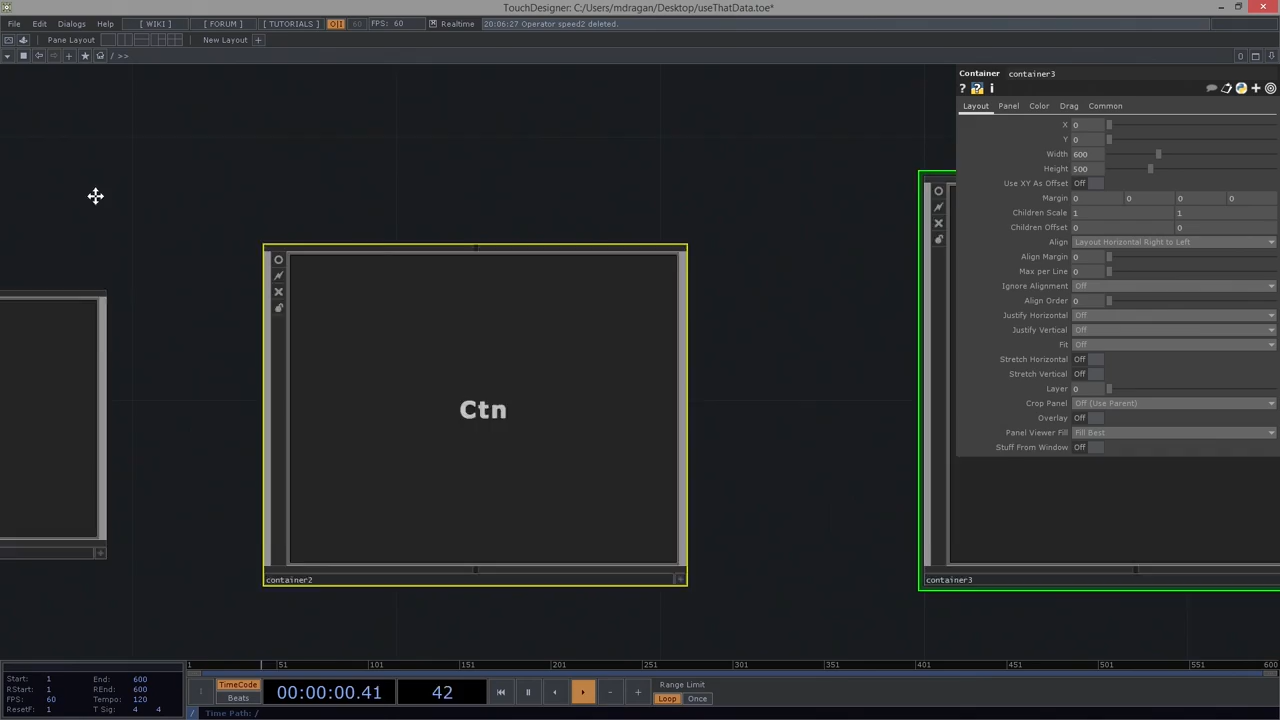 TouchDesigner: C:/Users/mdragan/Desktop/useThatData.toe*
File Edit Dialogs Help [ WIKI ] [ FORUM ] [ TUTORIALS ] O|I 60 FPS: 60 Realtime 20:06:27 Operator speed2 deleted.
Pane Layout New Layout +
/ >> 0
Container container3
? ? i
Layout Panel Color Drag Common
X 0
Y 0
Width 600
Height 500
Use XY As Offset Off
Margin 0 0 0 0
Children Scale 1 1
Children Offset 0 0
Align Layout Horizontal Right to Left
Align Margin 0
Max per Line 0
Ignore Alignment Off
Align Order 0
Justify Horizontal Off
Justify Vertical Off
Fit Off
Stretch Horizontal Off
Stretch Vertical Off
Layer 0
Crop Panel Off (Use Parent)
Overlay Off
Panel Viewer Fill Fill Best
Stuff From Window Off
Ctn
container2
container3
1 51 101 151 201 251 301 351 401 451 501 551 600
Start: 1 End: 600
RStart: 1 REnd: 600
FPS: 60 Tempo: 120
ResetF: 1 T Sig: 4 4
TimeCode
Beats
00:00:00.41
42
Range Limit
Loop Once
/ Time Path: /